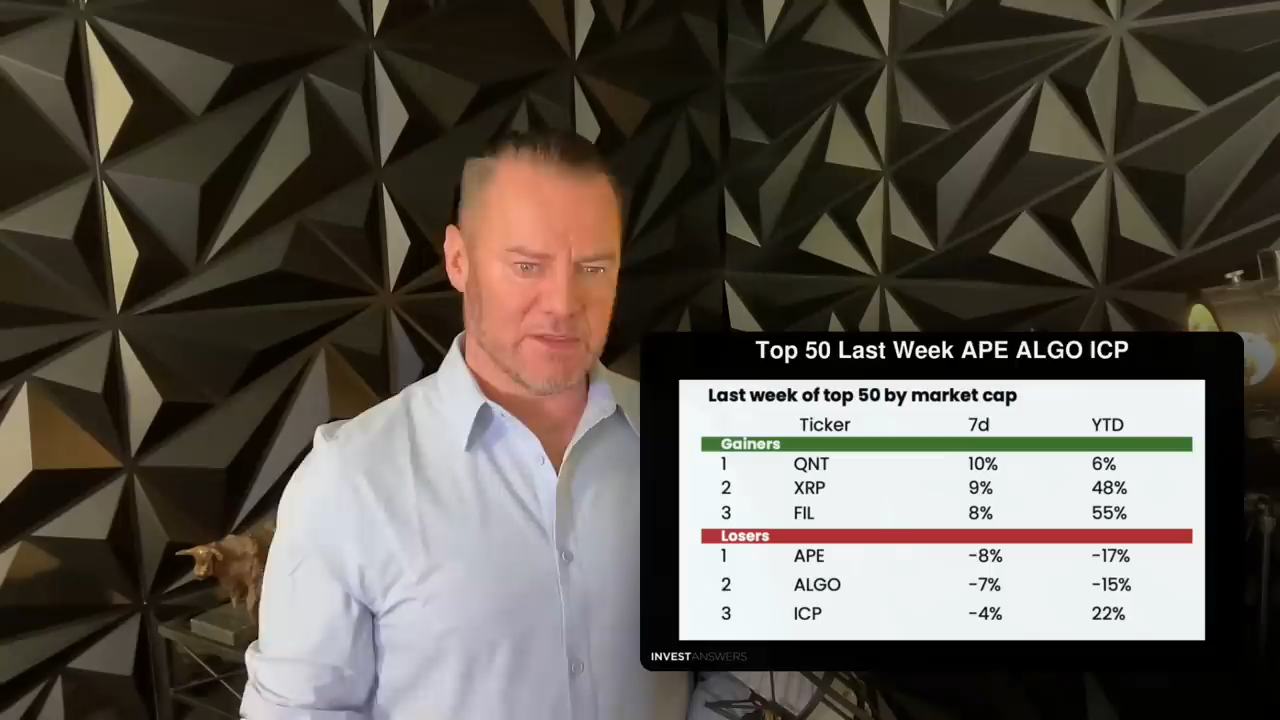 Top 50 Last Week APE ALGO ICP
Last week of top 50 by market cap
Ticker 7d YTD
Gainers
1 QNT 10% 6%
2 XRP 9% 48%
3 FIL 8% 55%
Losers
1 APE -8% -17%
2 ALGO -7% -15%
3 ICP -4% 22%
INVESTANSWERS